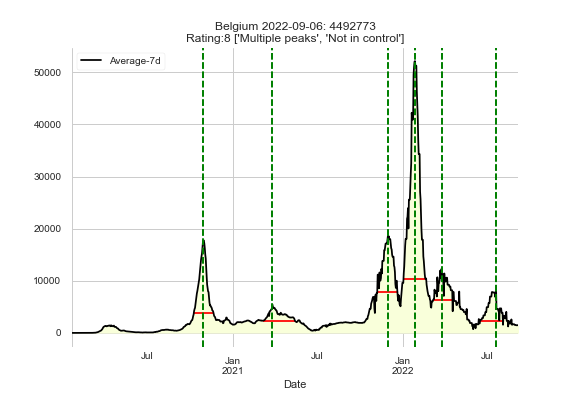 Belgium 2022-09-06: 4492773
Rating:8 ['Multiple peaks', 'Not in control']
Average-7d
50000
40000
30000
20000
10000
0
Jul
Jan
2021
Jul
Jan
2022
Jul
Date